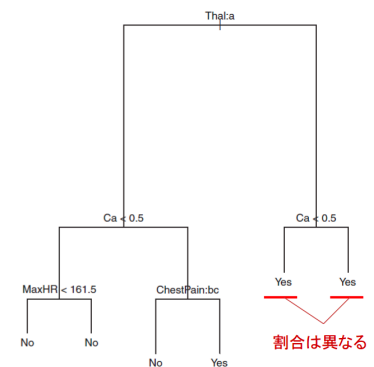 Thal:a
Ca < 0.5
Ca < 0.5
MaxHR < 161.5
ChestPain:bc
Yes
Yes
No
No
No
Yes
割合は異なる